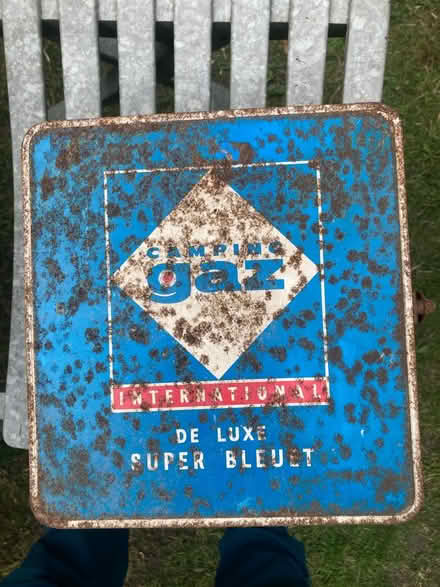 CAMPING
gaz
INTERNATIONAL
DE LUXE
SUPER BLEUET